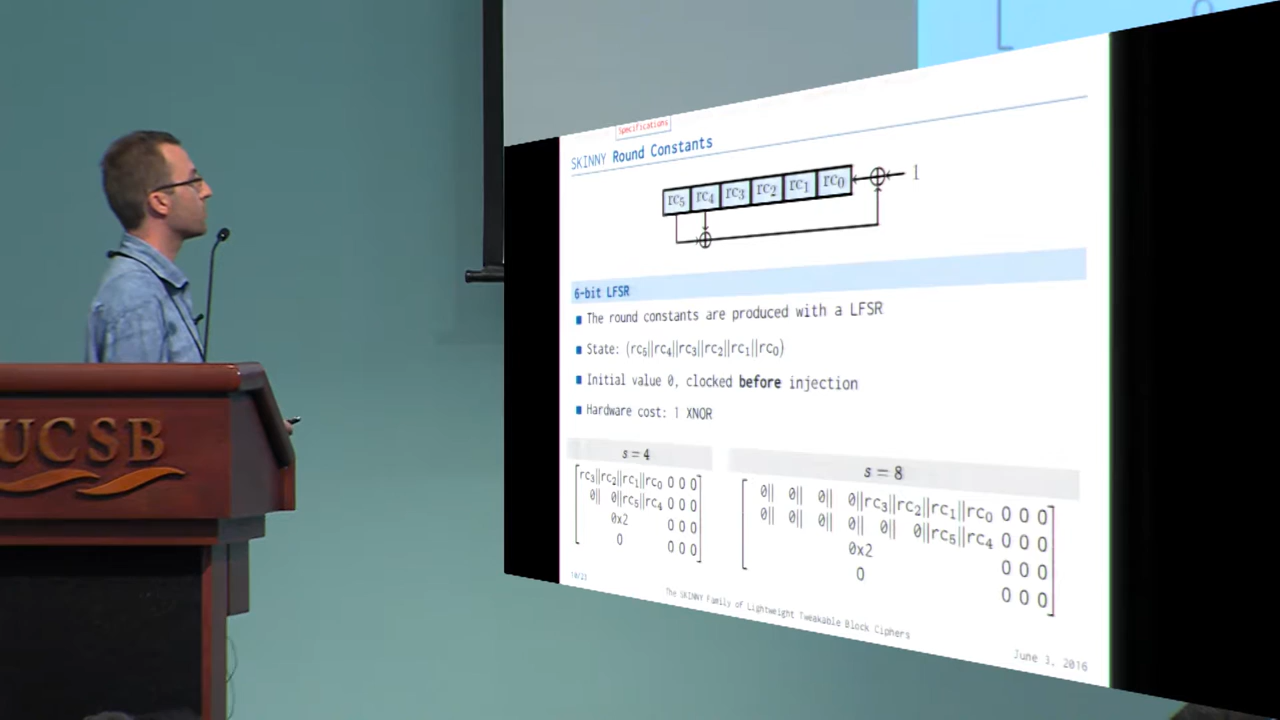 Specifications
SKINNY Round Constants
rc₅ rc₄ rc₃ rc₂ rc₁ rc₀ ⊕ 1
⊕
6-bit LFSR
■ The round constants are produced with a LFSR
■ State: (rc₅||rc₄||rc₃||rc₂||rc₁||rc₀)
■ Initial value 0, clocked before injection
■ Hardware cost: 1 XNOR
s = 4
rc₃||rc₂||rc₁||rc₀ 0 0 0
0|| 0||rc₅||rc₄ 0 0 0
0x2 0 0 0
0 0 0 0
s = 8
0|| 0|| 0|| 0||rc₃||rc₂||rc₁||rc₀ 0 0 0
0|| 0|| 0|| 0|| 0|| 0||rc₅||rc₄ 0 0 0
0x2 0 0 0
0 0 0 0
The SKINNY Family of Lightweight Tweakable Block Ciphers
June 3, 2016
UCSB